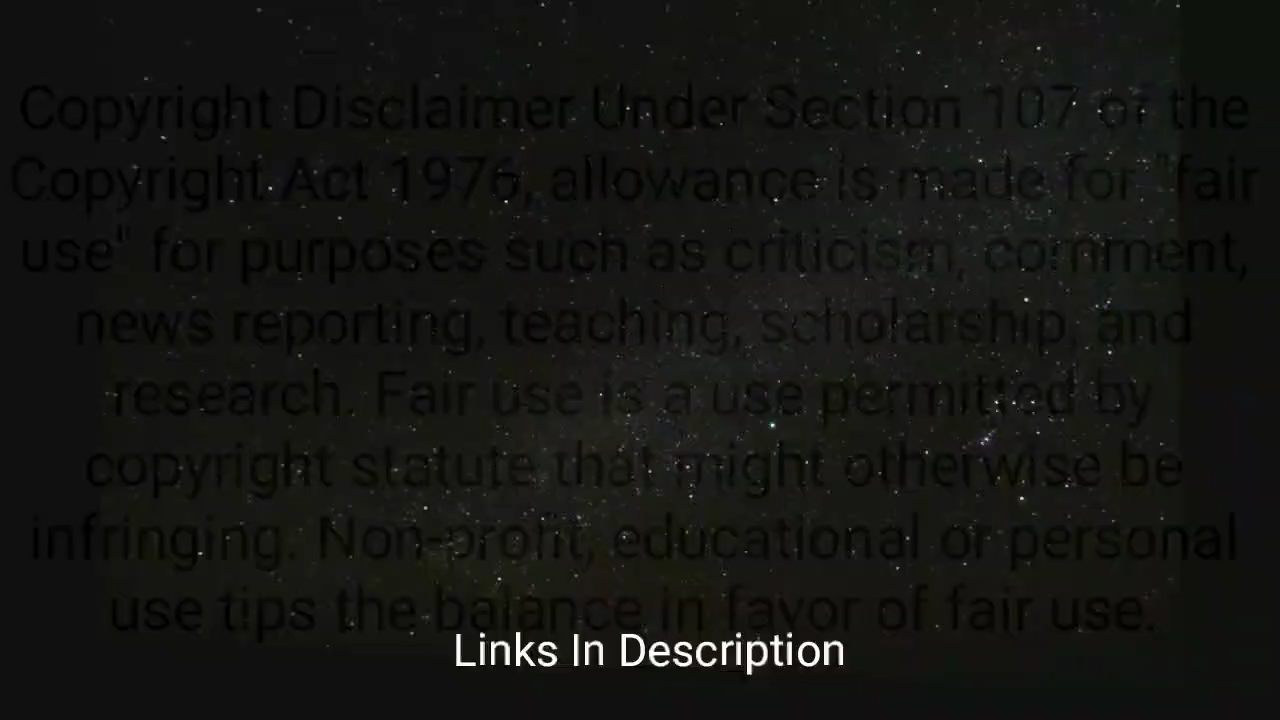 Copyright Disclaimer Under Section 107 of the
Copyright Act 1976, allowance is made for "fair
use" for purposes such as criticism, comment,
news reporting, teaching, scholarship, and
research. Fair use is a use permitted by
copyright statute that might otherwise be
infringing. Non-profit, educational or personal
use tips the balance in favor of fair use.
Links In Description